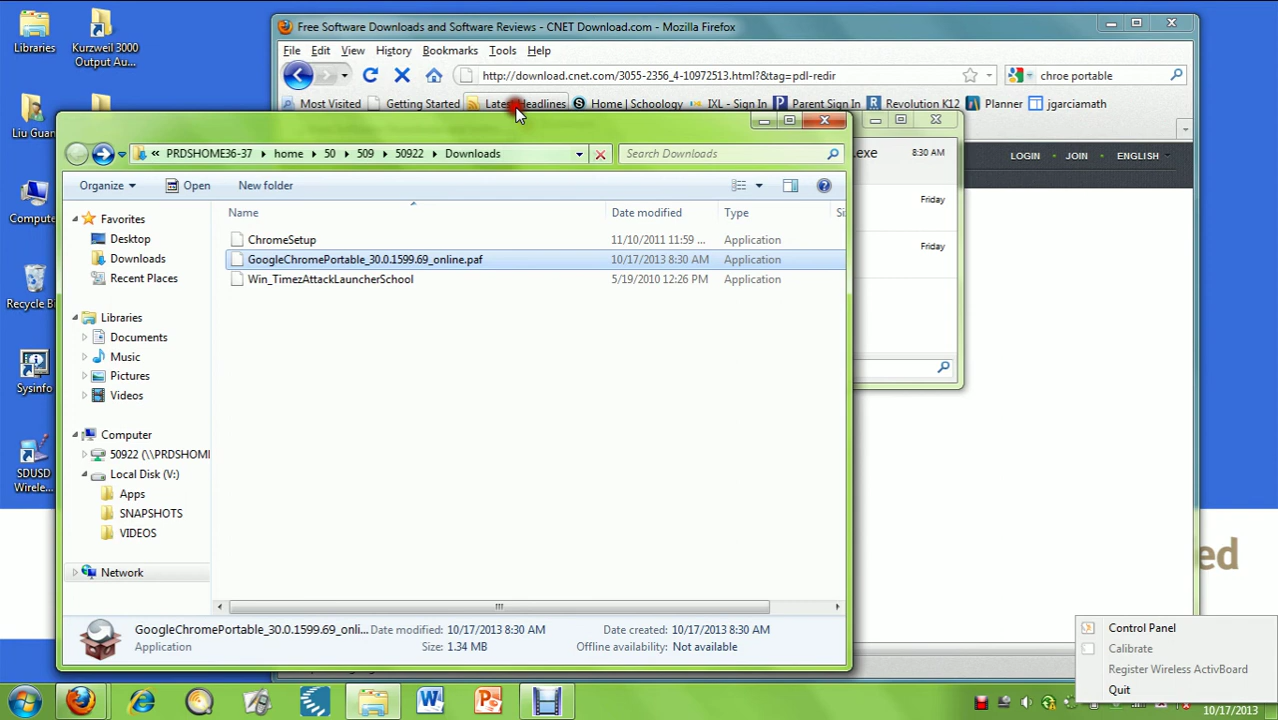 Libraries
Kurzweil 3000
Output Au...
Liu Guan
Compute
Recycle B
Sysinfo
SDUSD
Wirele...
Free Software Downloads and Software Reviews - CNET Download.com - Mozilla Firefox
File Edit View History Bookmarks Tools Help
http://download.cnet.com/3055-2356_4-10972513.html?&tag=pdl-redir
chroe portable
Most Visited Getting Started Latest Headlines Home | Schoology IXL - Sign In Parent Sign In Revolution K12 Planner jgarciamath
LOGIN JOIN ENGLISH
.exe 8:30 AM
Friday
Friday
PRDSHOME36-37 home 50 509 50922 Downloads
Search Downloads
Organize Open New folder
Name Date modified Type
ChromeSetup 11/10/2011 11:59 ... Application
GoogleChromePortable_30.0.1599.69_online.paf 10/17/2013 8:30 AM Application
Win_TimezAttackLauncherSchool 5/19/2010 12:26 PM Application
Favorites
Desktop
Downloads
Recent Places
Libraries
Documents
Music
Pictures
Videos
Computer
50922 (\\PRDSHOM
Local Disk (V:)
Apps
SNAPSHOTS
VIDEOS
Network
GoogleChromePortable_30.0.1599.69_onli... Date modified: 10/17/2013 8:30 AM Date created: 10/17/2013 8:30 AM
Application Size: 1.34 MB Offline availability: Not available
ed
Control Panel
Calibrate
Register Wireless ActivBoard
Quit
10/17/2013